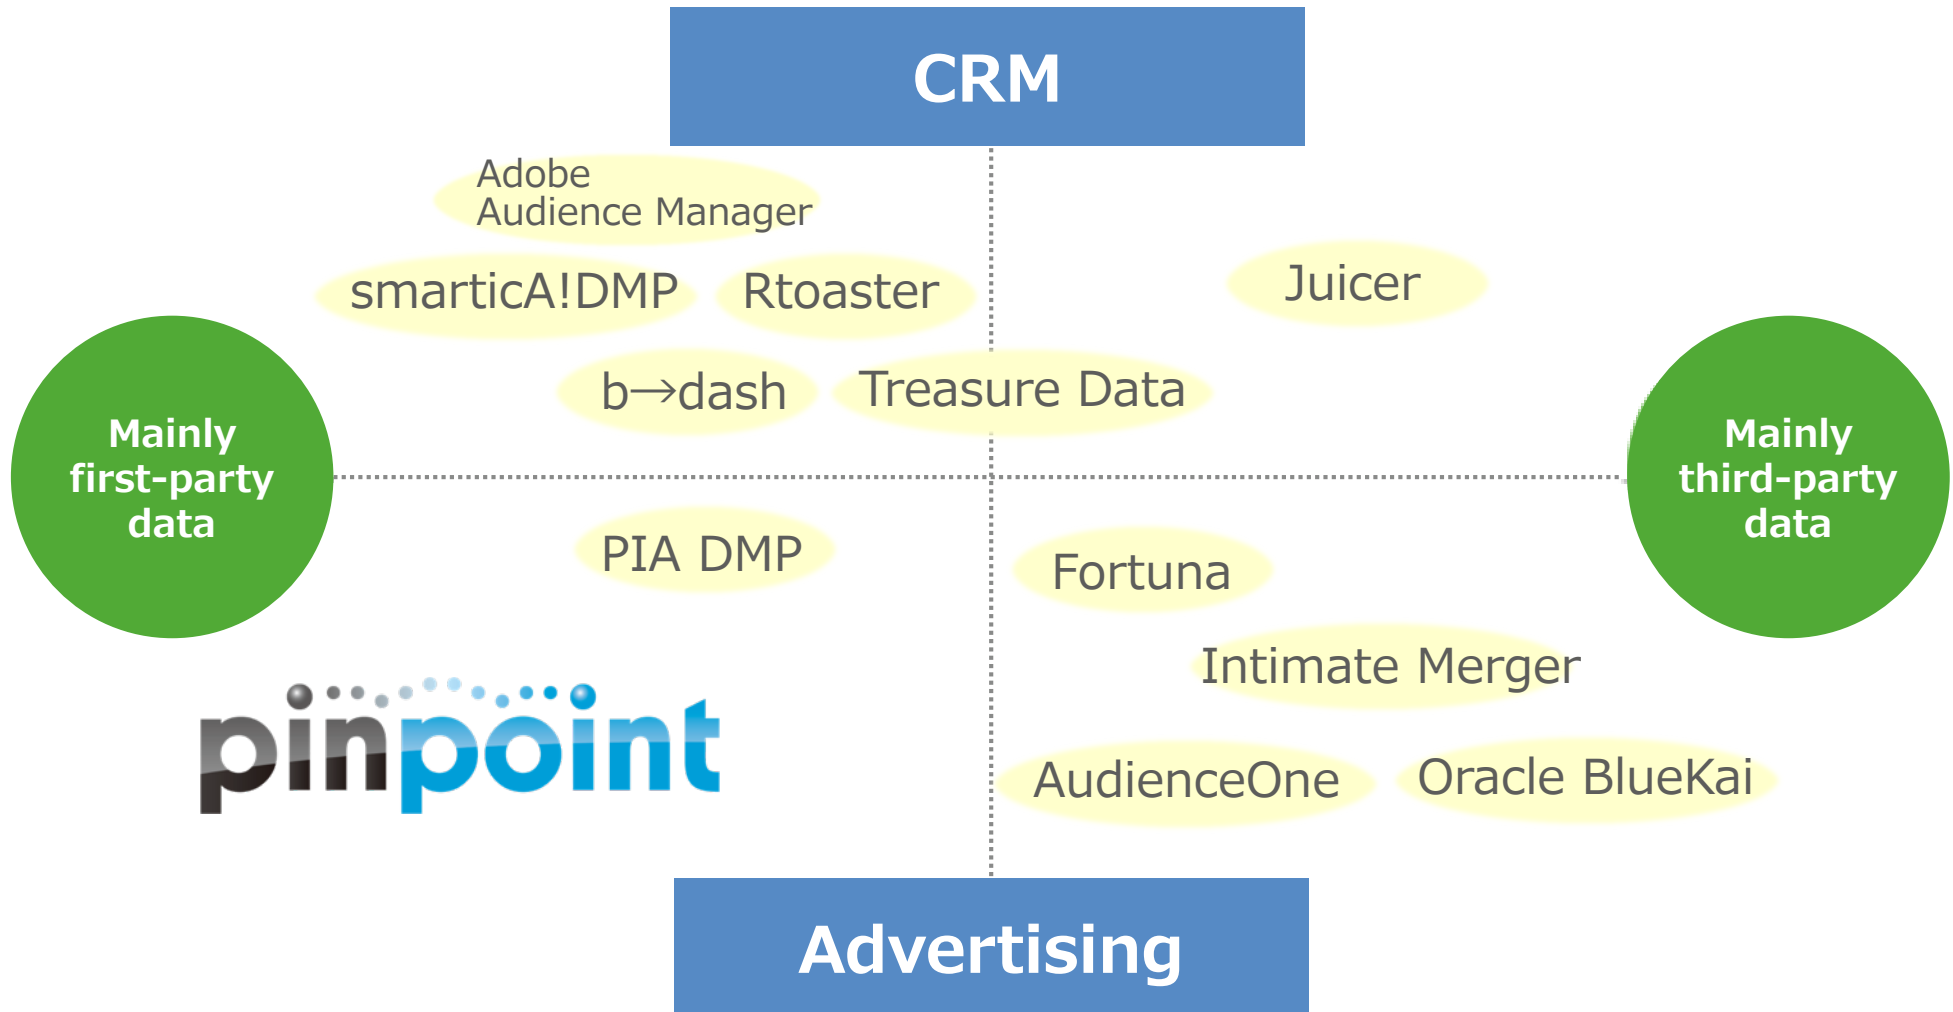 CRM
Adobe
Audience Manager
smarticA!DMP
Rtoaster
Juicer
b→dash
Treasure Data
Mainly
first-party
data
Mainly
third-party
data
PIA DMP
Fortuna
Intimate Merger
pinpoint
AudienceOne
Oracle BlueKai
Advertising